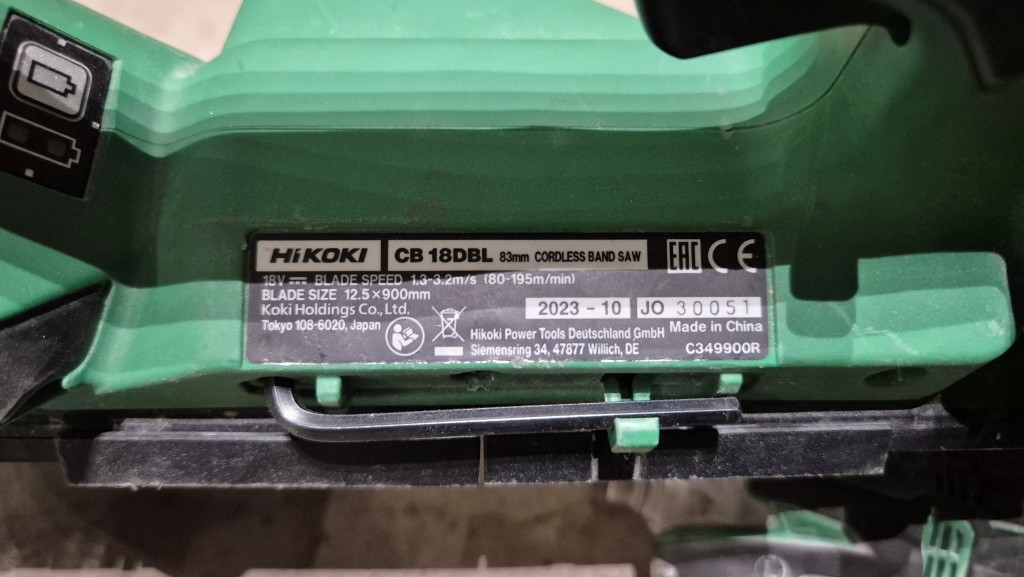 HiKOKI CB 18DBL 83mm CORDLESS BAND SAW EAC CE
18V BLADE SPEED 1.3-3.2m/s (80-195m/min)
BLADE SIZE 12.5×900mm
Koki Holdings Co., Ltd.
Tokyo 108-6020, Japan
2023 - 10 JO 30051
Hikoki Power Tools Deutschland GmbH Made in China
Siemensring 34, 47877 Willich, DE C349900R